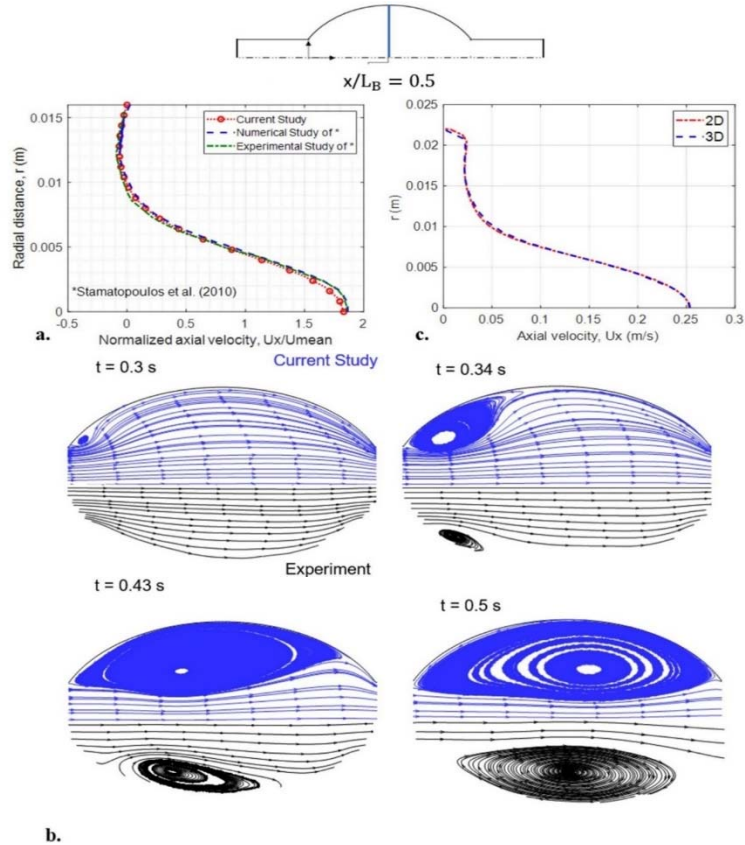 x/L_B = 0.5
0.015
0.01
0.005
0
-0.5
0
0.5
1
1.5
2
Radial distance, r (m)
Normalized axial velocity, Ux/Umean
Current Study
Numerical Study of *
Experimental Study of *
*Stamatopoulos et al. (2010)
a.
0.025
0.02
0.015
0.01
0.005
0
0
0.05
0.1
0.15
0.2
0.25
0.3
r (m)
Axial velocity, Ux (m/s)
2D
3D
c.
Current Study
t = 0.3 s
t = 0.34 s
Experiment
t = 0.43 s
t = 0.5 s
b.